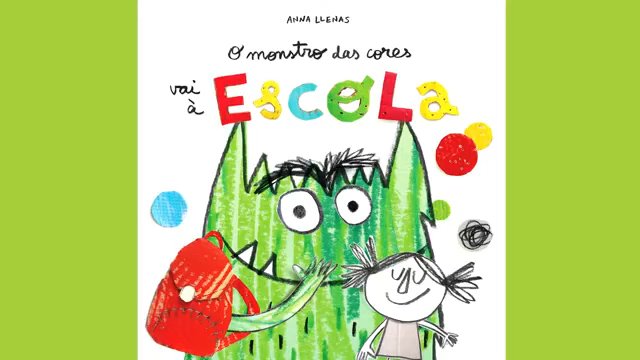 ANNA LLENAS
O monstro das cores
vai
à
ESCOLA